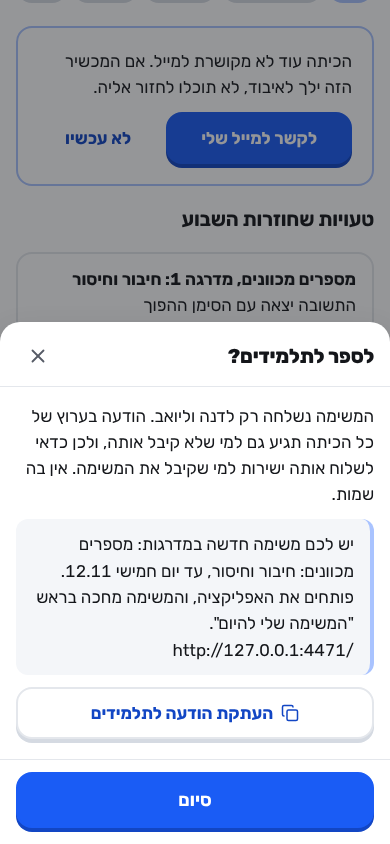 הכיתה עוד לא מקושרת למייל. אם המכשיר
הזה ילך לאיבוד, לא תוכלו לחזור אליה.
לקשר למייל שלי
לא עכשיו
טעויות שחוזרות השבוע
מספרים מכוונים, מדרגה 1: חיבור וחיסור
התשובה יצאה עם הסימן ההפוך
לספר לתלמידים?
המשימה נשלחה רק לדנה וליואב. הודעה בערוץ של
כל הכיתה תגיע גם למי שלא קיבל אותה, ולכן כדאי
לשלוח אותה ישירות למי שקיבל את המשימה. אין בה
שמות.
יש לכם משימה חדשה במדרגות: מספרים
מכוונים: חיבור וחיסור, עד יום חמישי 12.11.
פותחים את האפליקציה, והמשימה מחכה בראש
"המשימה שלי להיום".
http://127.0.0.1:4471/
העתקת הודעה לתלמידים
סיום